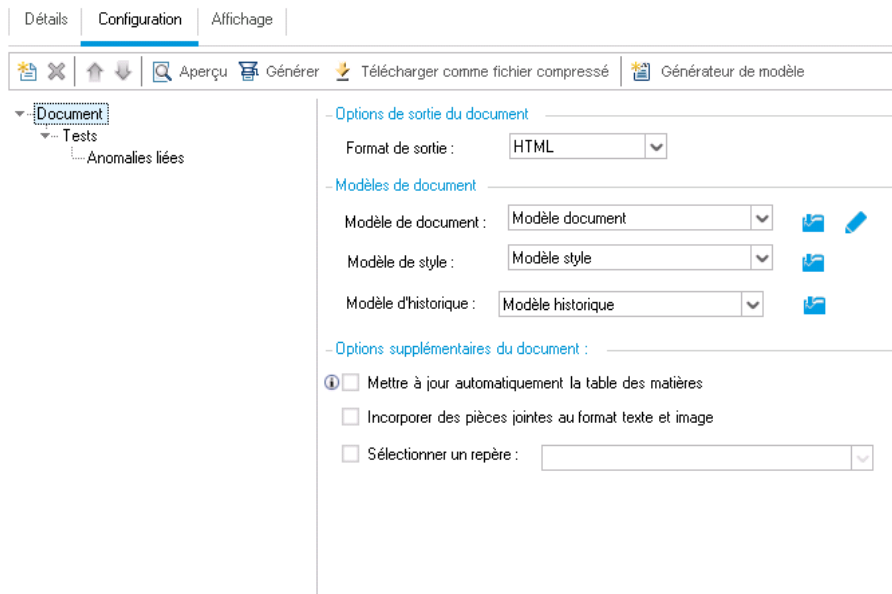 Détails Configuration Affichage
Aperçu Générer Télécharger comme fichier compressé Générateur de modèle
Document
Tests
Anomalies liées
Options de sortie du document
Format de sortie : HTML
Modèles de document
Modèle de document : Modèle document
Modèle de style : Modèle style
Modèle d'historique : Modèle historique
Options supplémentaires du document :
Mettre à jour automatiquement la table des matières
Incorporer des pièces jointes au format texte et image
Sélectionner un repère :